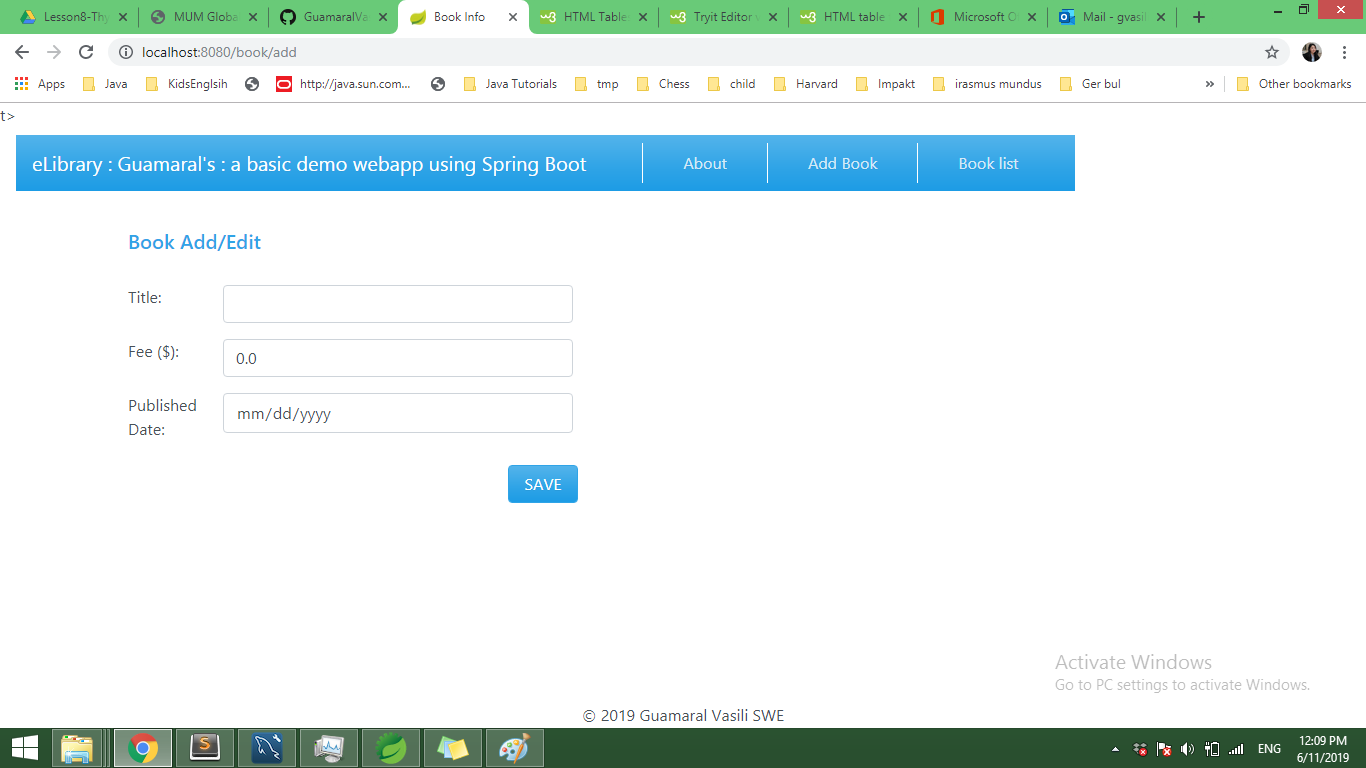 Lesson8-Thy
MUM Globa
GuamaralVa
Book Info
HTML Table
Tryit Editor v
HTML table
Microsoft O
Mail - gvasil
localhost:8080/book/add
Apps
Java
KidsEnglsih
http://java.sun.com...
Java Tutorials
tmp
Chess
child
Harvard
Impakt
irasmus mundus
Ger bul
»
Other bookmarks
t>
eLibrary : Guamaral's : a basic demo webapp using Spring Boot
About
Add Book
Book list
Book Add/Edit
Title:
Fee ($):
0.0
Published
Date:
mm/dd/yyyy
SAVE
Activate Windows
Go to PC settings to activate Windows.
© 2019 Guamaral Vasili SWE
ENG
12:09 PM
6/11/2019